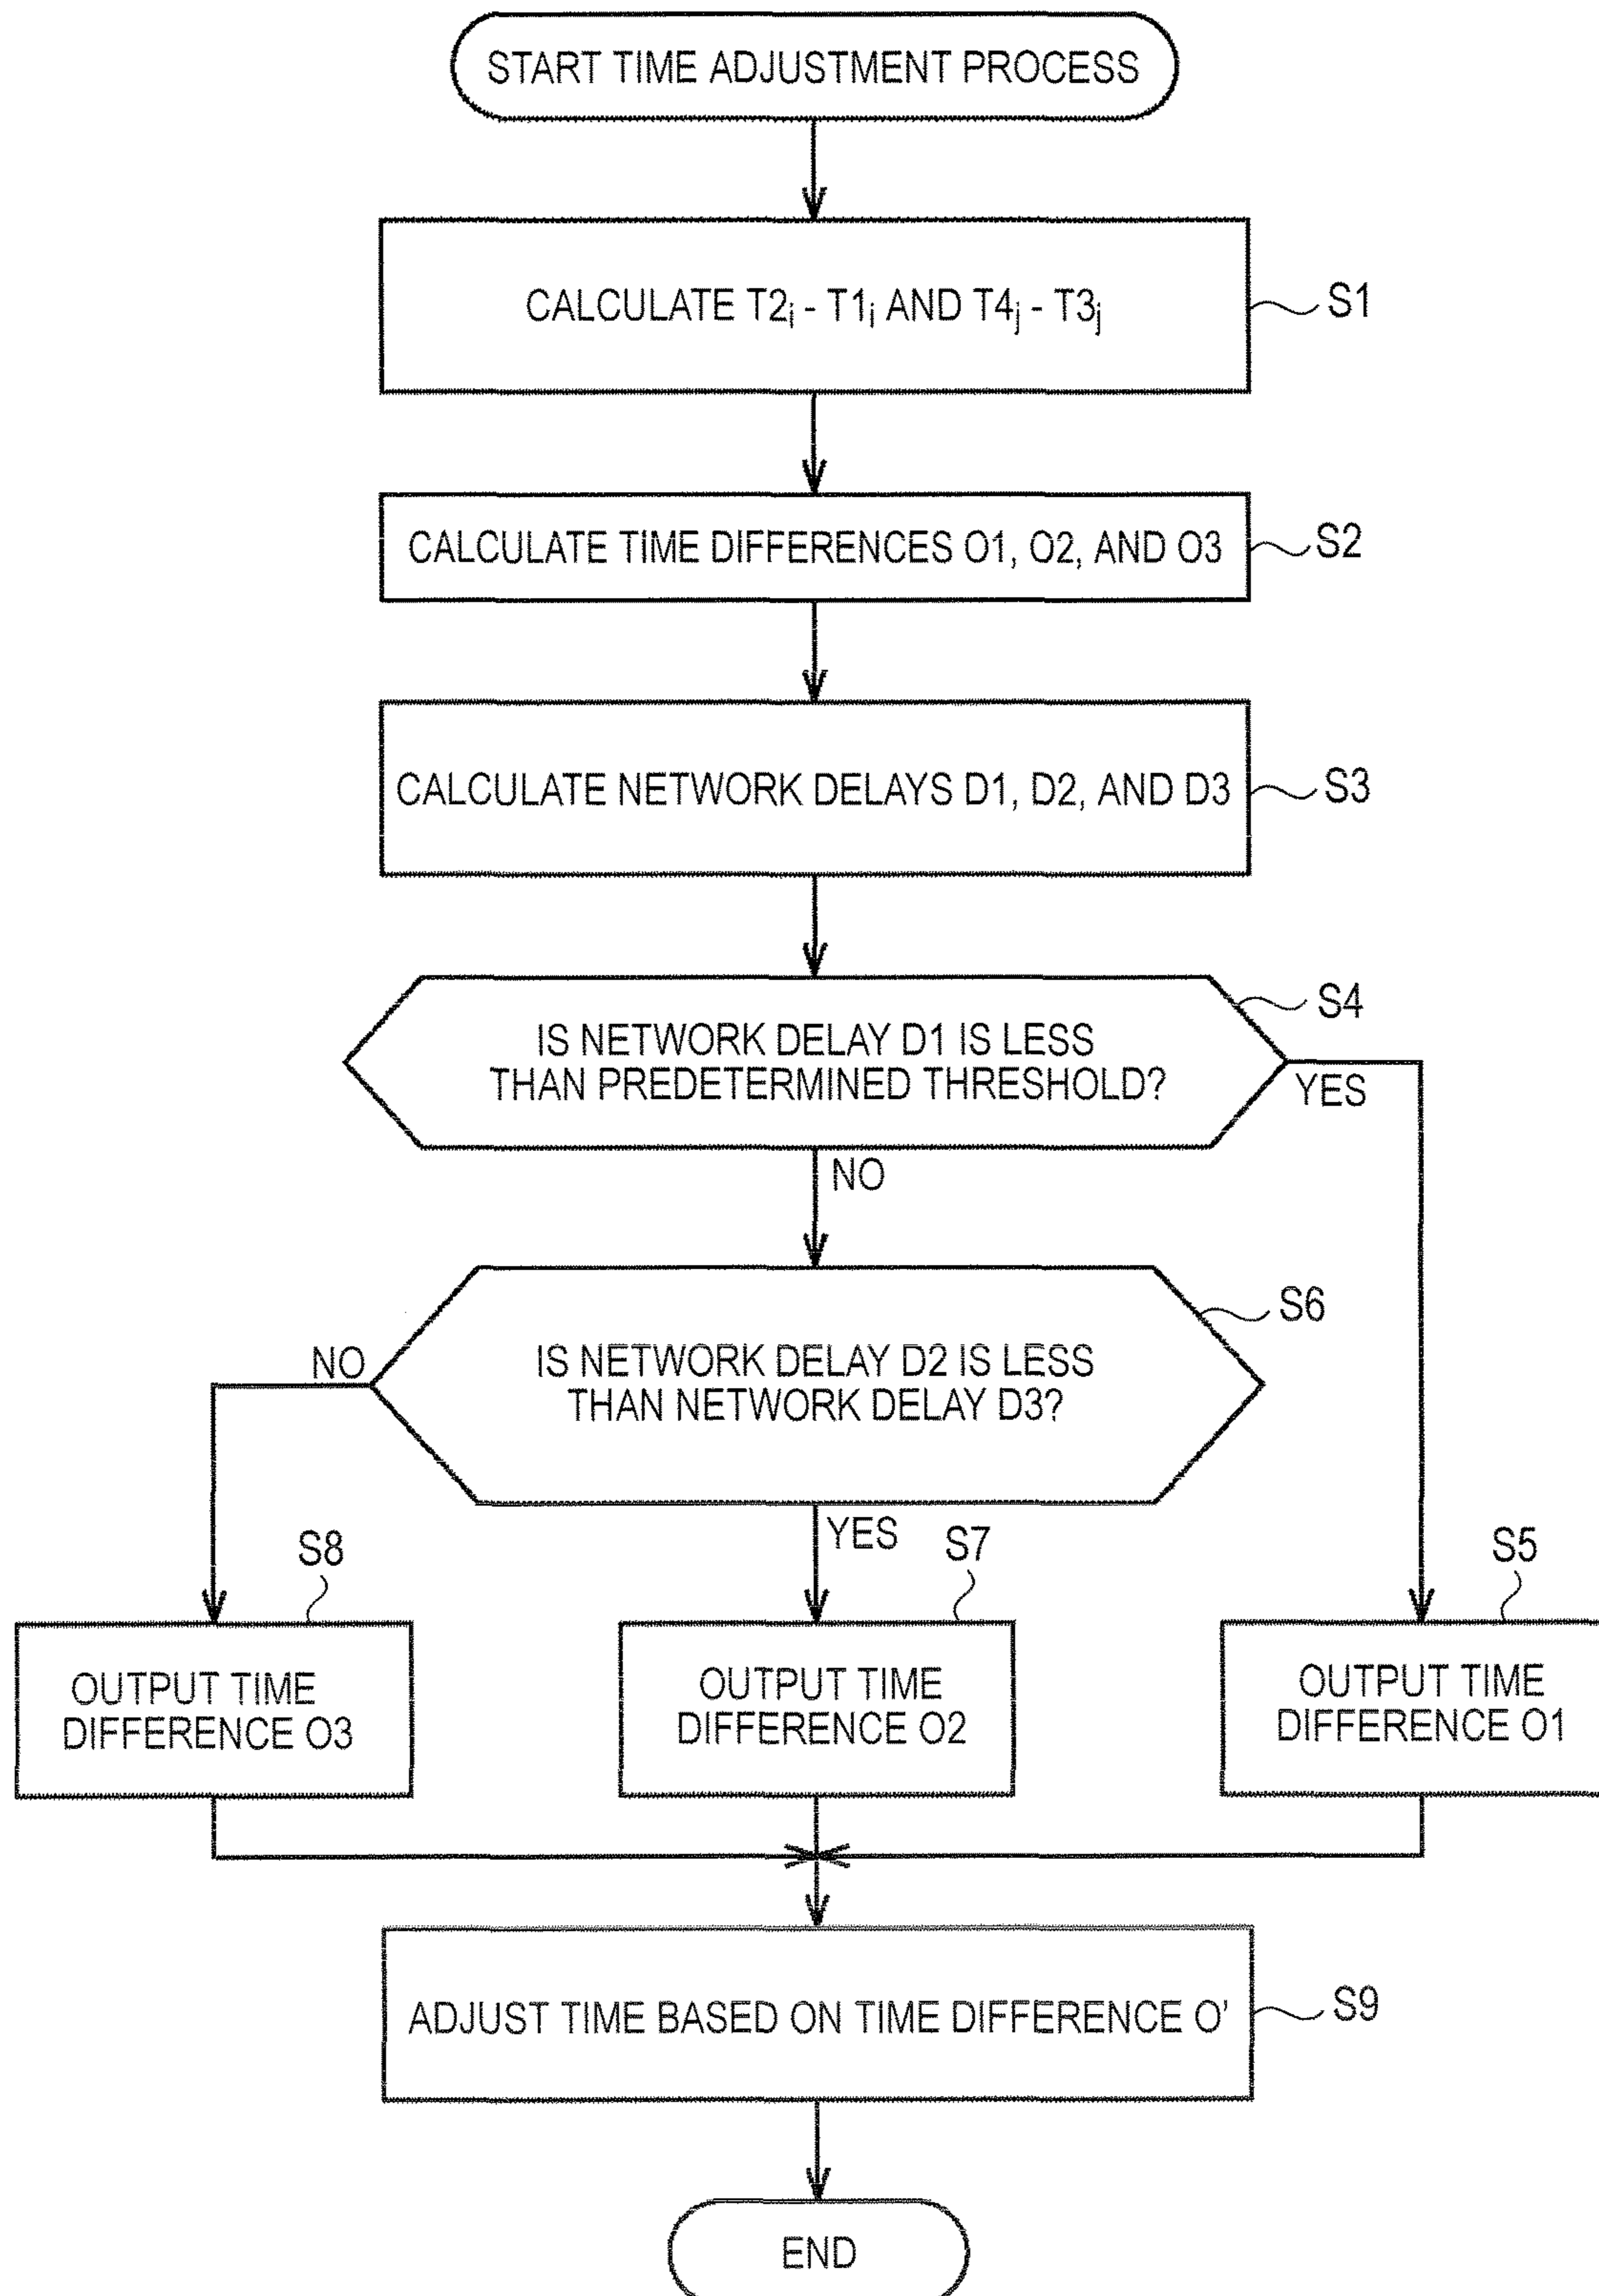 START TIME ADJUSTMENT PROCESS
CALCULATE T2i - T1i AND T4j - T3j
S1
CALCULATE TIME DIFFERENCES O1, O2, AND O3
S2
CALCULATE NETWORK DELAYS D1, D2, AND D3
S3
S4
IS NETWORK DELAY D1 IS LESS
THAN PREDETERMINED THRESHOLD?
YES
NO
S6
IS NETWORK DELAY D2 IS LESS
THAN NETWORK DELAY D3?
NO
YES
S8
S7
S5
OUTPUT TIME
DIFFERENCE O3
OUTPUT TIME
DIFFERENCE O2
OUTPUT TIME
DIFFERENCE O1
ADJUST TIME BASED ON TIME DIFFERENCE O'
S9
END